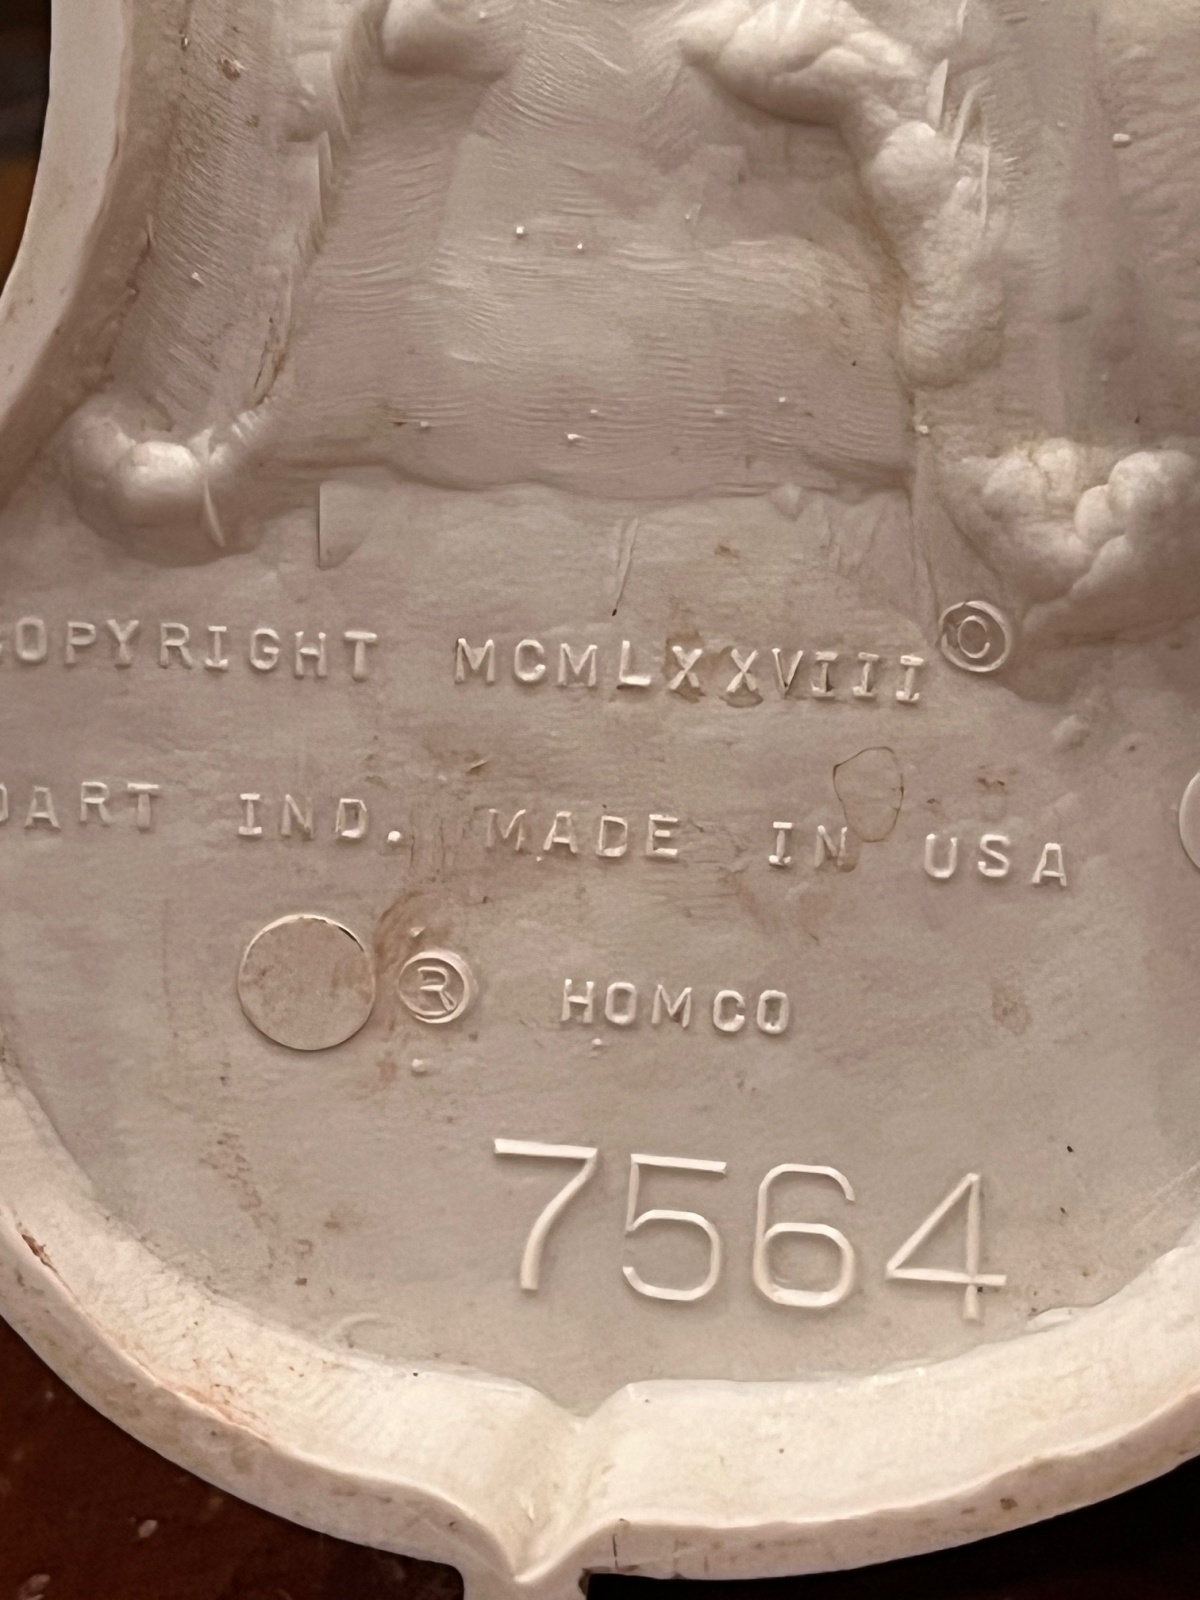 COPYRIGHT MCMLXXVIII ©
DART IND. MADE IN USA
® HOMCO
7564